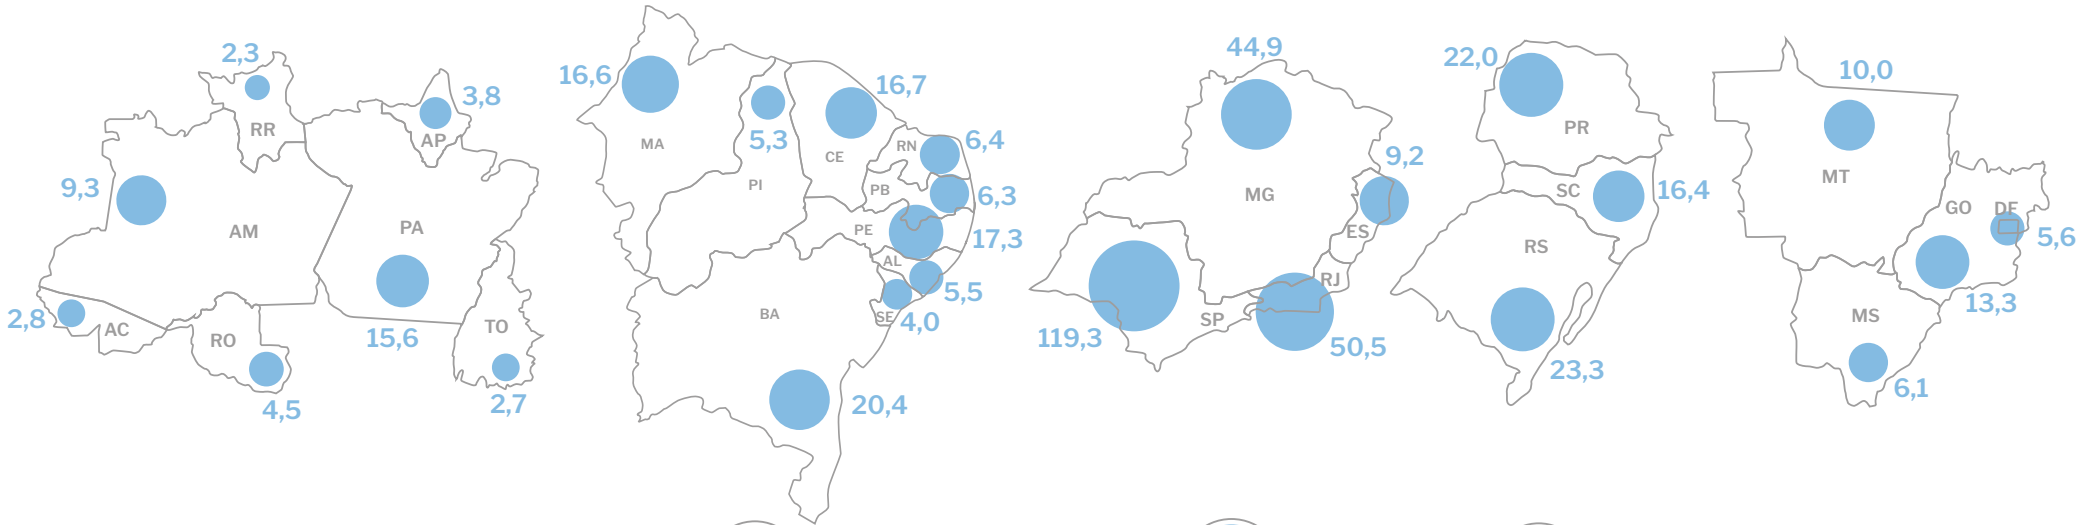 2,3
RR
3,8
AP
9,3
AM
PA
2,8
AC
RO
4,5
15,6
TO
2,7
16,6
MA
5,3
PI
16,7
CE
RN
6,4
PB
6,3
PE
17,3
AL
5,5
SE
4,0
BA
20,4
44,9
MG
9,2
ES
RJ
SP
119,3
50,5
22,0
PR
SC
16,4
RS
23,3
10,0
MT
GO
DF
5,6
13,3
MS
6,1